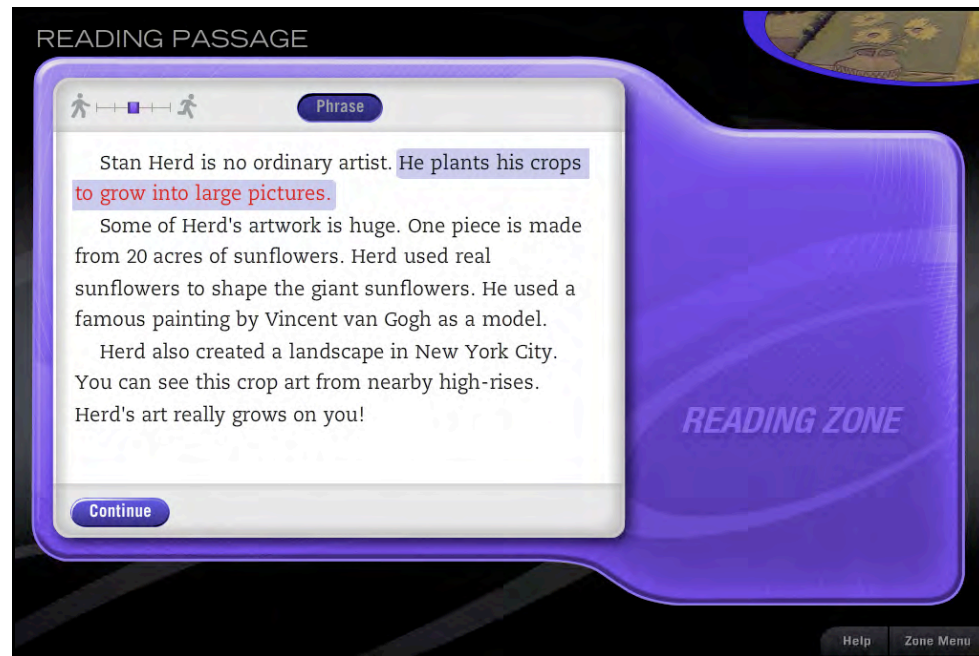 READING PASSAGE
Phrase
Stan Herd is no ordinary artist. He plants his crops
to grow into large pictures.
Some of Herd's artwork is huge. One piece is made
from 20 acres of sunflowers. Herd used real
sunflowers to shape the giant sunflowers. He used a
famous painting by Vincent van Gogh as a model.
Herd also created a landscape in New York City.
You can see this crop art from nearby high-rises.
Herd's art really grows on you!
READING ZONE
Continue
Help
Zone Menu